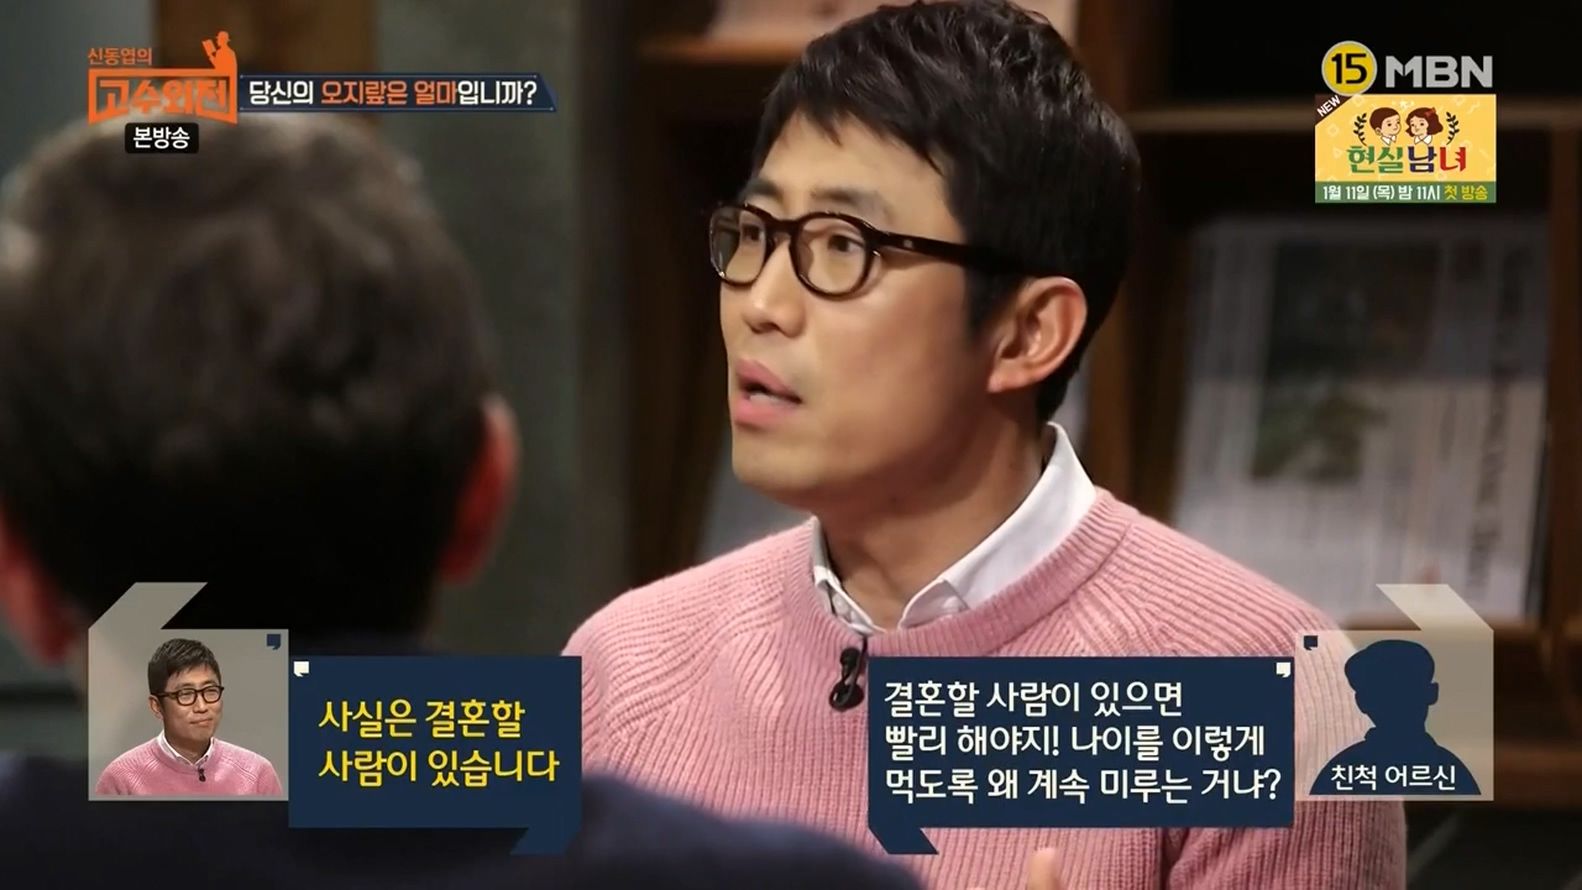 신동엽의
고수외전
당신의 오지랖은 얼마입니까?
본방송
15 MBN
NEW
현실남녀
1월 11일 (목) 밤 11시 첫 방송
사실은 결혼할
사람이 있습니다
결혼할 사람이 있으면
빨리 해야지! 나이를 이렇게
먹도록 왜 계속 미루는 거냐?
친척 어르신